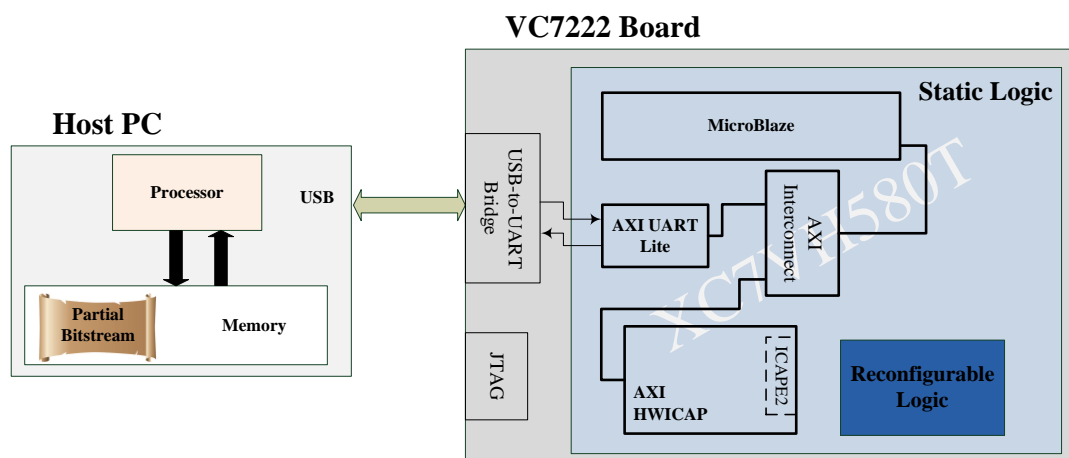 VC7222 Board
Host PC
Processor
USB
Partial
Bitstream
Memory
USB-to-UART
Bridge
JTAG
Static Logic
MicroBlaze
AXI UART
Lite
AXI
Interconnect
XC7VH580T
AXI
HWICAP
ICAPE2
Reconfigurable
Logic